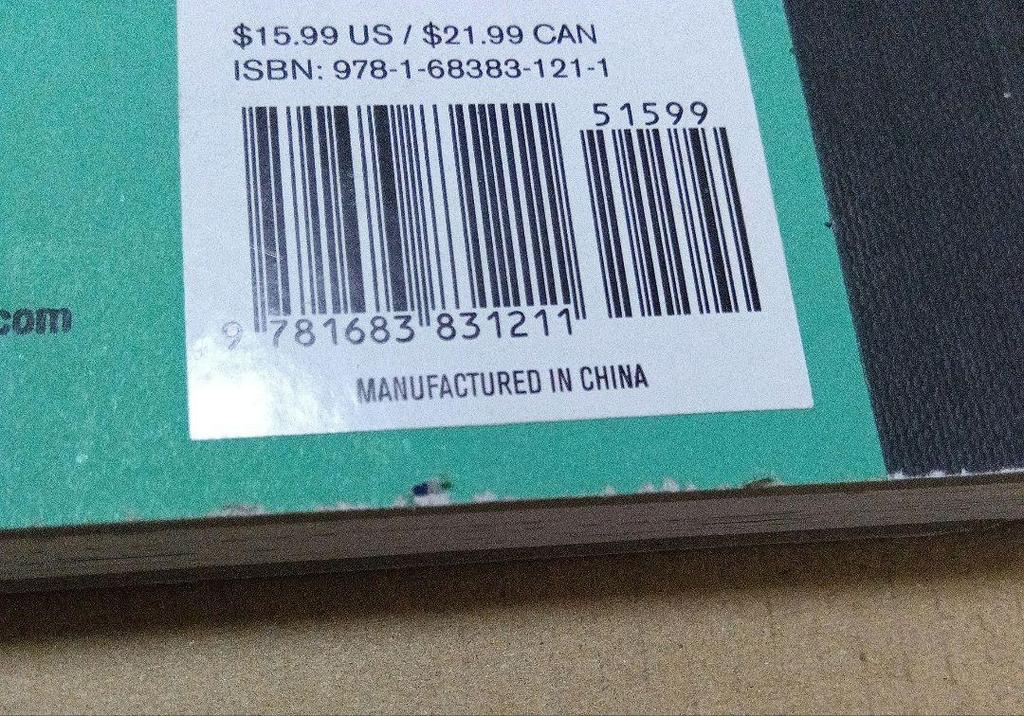 $15.99 US / $21.99 CAN
ISBN: 978-1-68383-121-1
51599
9 781683 831211
.com
MANUFACTURED IN CHINA